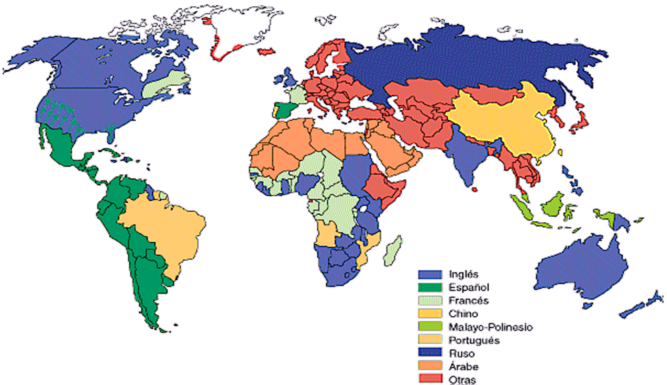 Inglés
Español
Francés
Chino
Malayo-Polinesio
Portugués
Ruso
Árabe
Otras